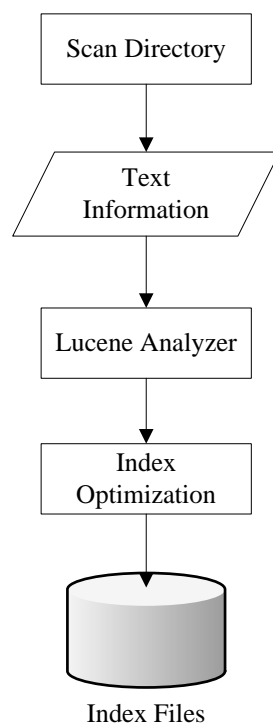 Scan Directory
Text
Information
Lucene Analyzer
Index
Optimization
Index Files